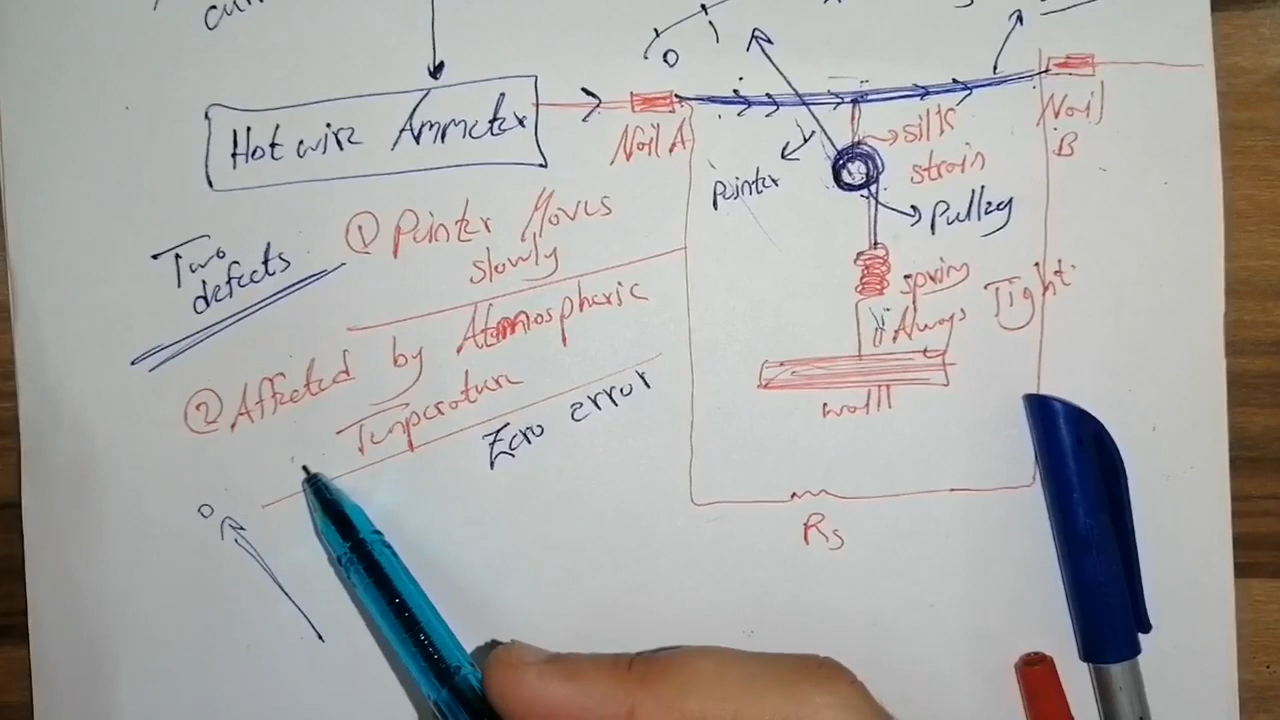 Hot wire Ammeter
0
Nail A
Nail
B
silk
strain
Pointer
Pulley
spring
Always Tight
wall
Rs
Two
defects
① Pointer Moves
slowly
② Affected by Atmospheric
Temperature
Zero error
0